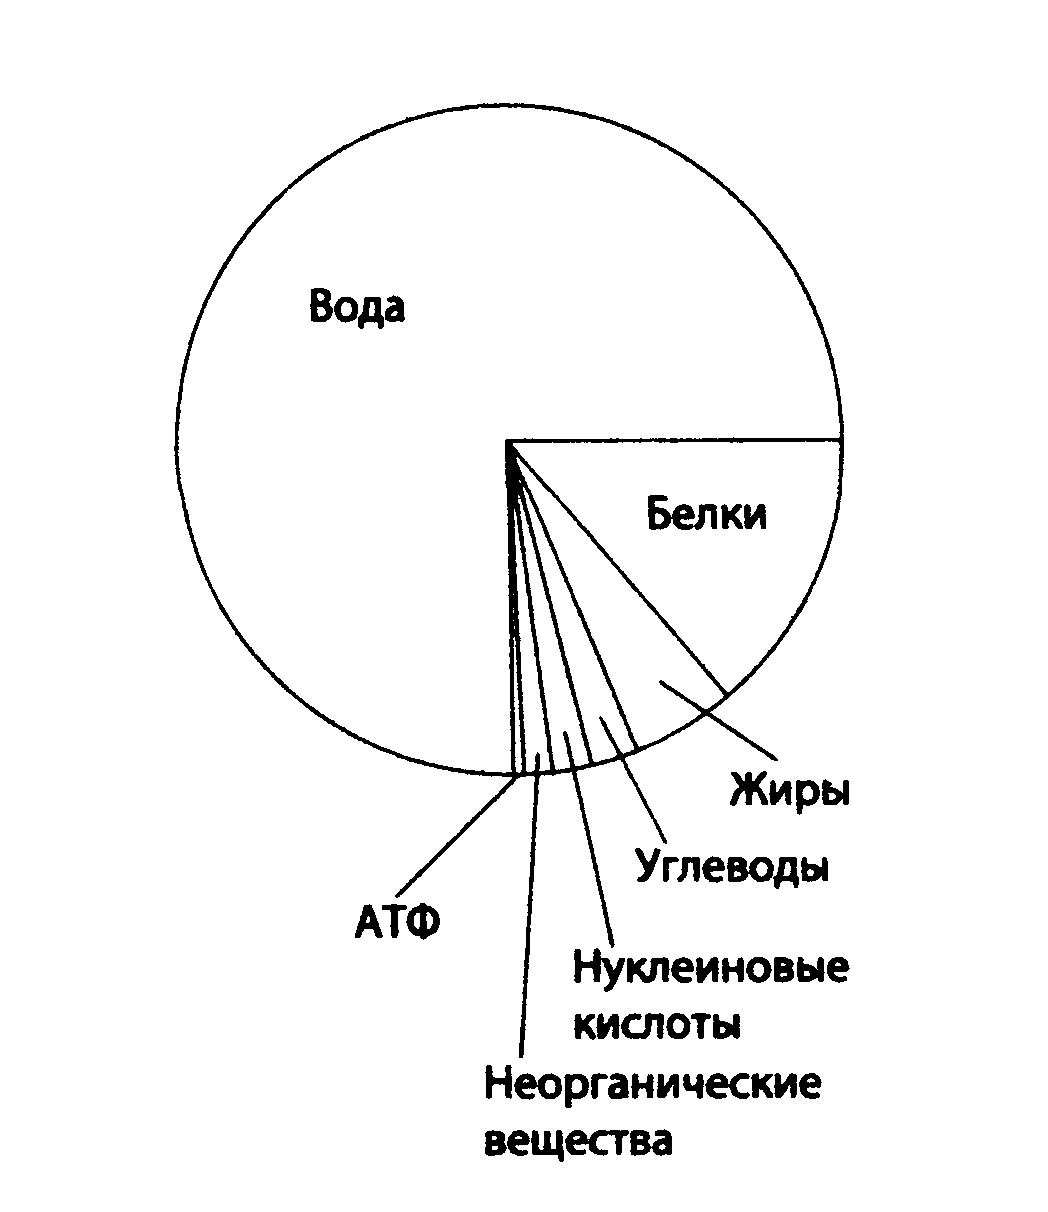 Вода
Белки
Жиры
Углеводы
АТФ
Нуклеиновые
кислоты
Неорганические
вещества